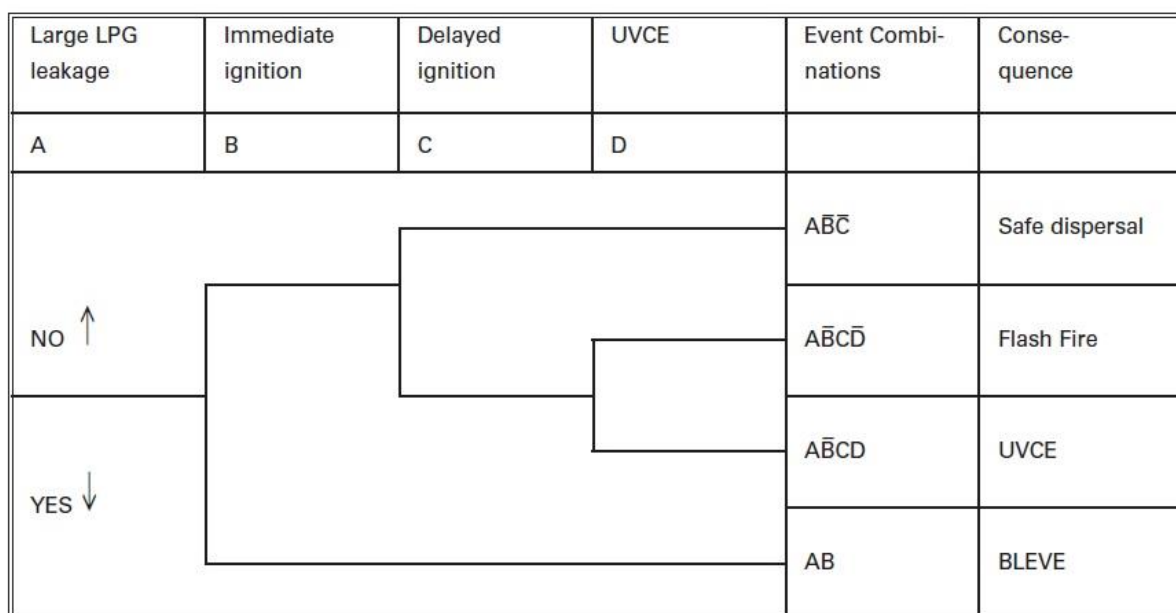 Large LPG
leakage
Immediate
ignition
Delayed
ignition
UVCE
Event Combi-
nations
Conse-
quence
A
B
C
D
AB̅C̅
Safe dispersal
NO ↑
AB̅CD̅
Flash Fire
AB̅CD
UVCE
YES ↓
AB
BLEVE